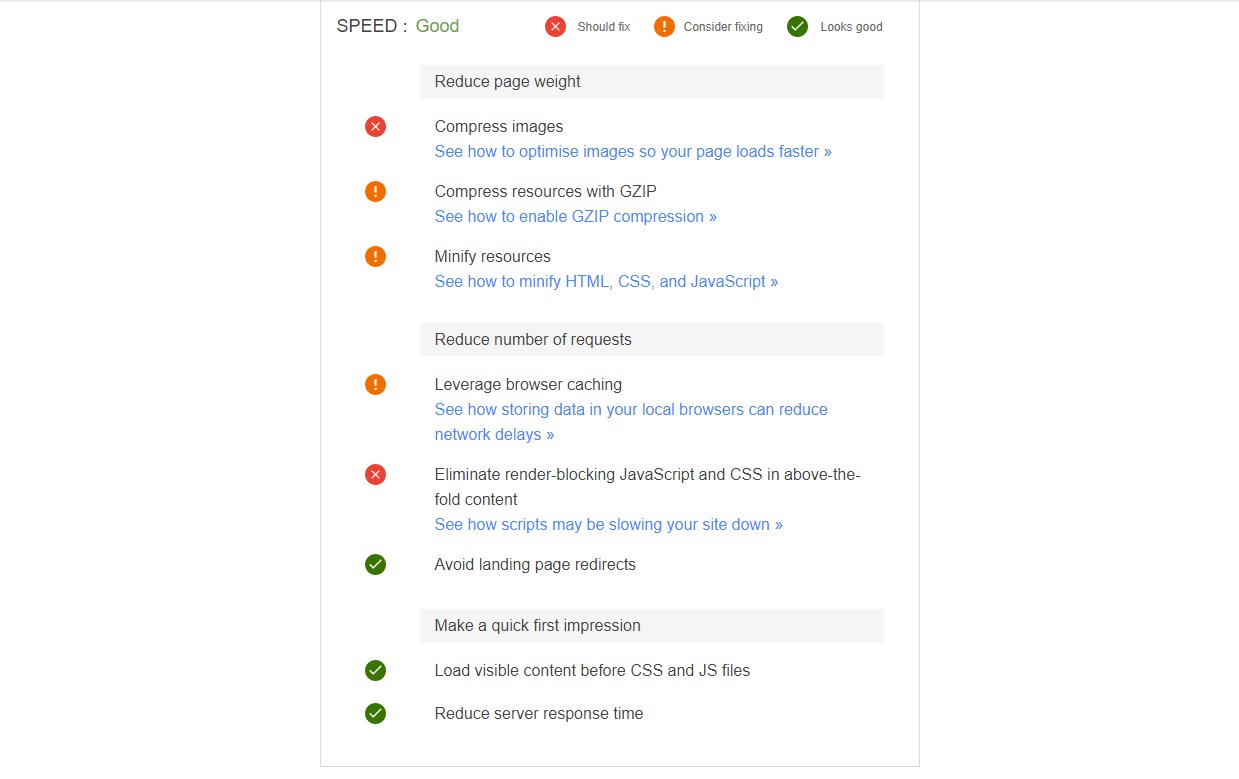 SPEED : Good
Should fix
Consider fixing
Looks good
Reduce page weight
Compress images
See how to optimise images so your page loads faster »
Compress resources with GZIP
See how to enable GZIP compression »
Minify resources
See how to minify HTML, CSS, and JavaScript »
Reduce number of requests
Leverage browser caching
See how storing data in your local browsers can reduce
network delays »
Eliminate render-blocking JavaScript and CSS in above-the-
fold content
See how scripts may be slowing your site down »
Avoid landing page redirects
Make a quick first impression
Load visible content before CSS and JS files
Reduce server response time